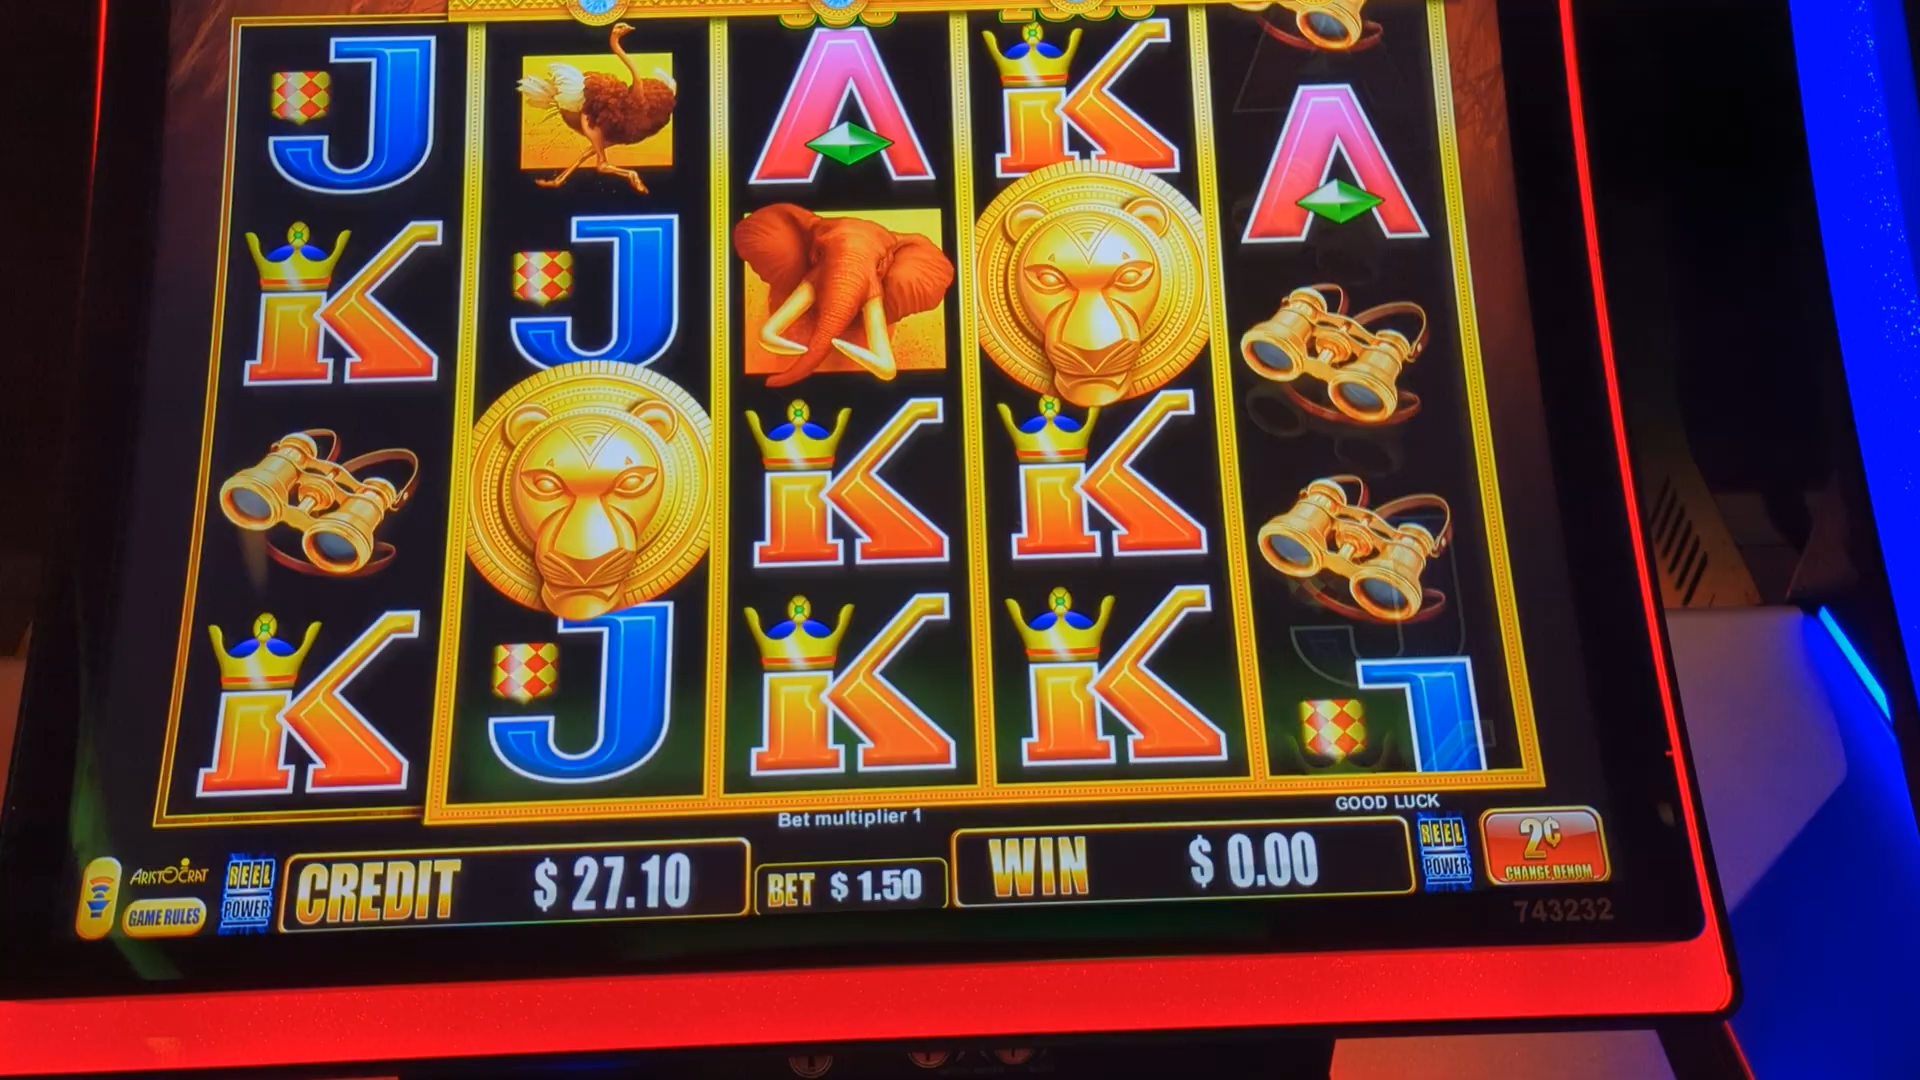 J
A
K
A
K
J
K
K
K
J
K
K
J
Bet multiplier 1
GOOD LUCK
ARISTOCRAT
GAME RULES
REEL POWER
CREDIT $ 27.10
BET $ 1.50
WIN $ 0.00
REEL POWER
2¢
CHANGE DENOM
743232